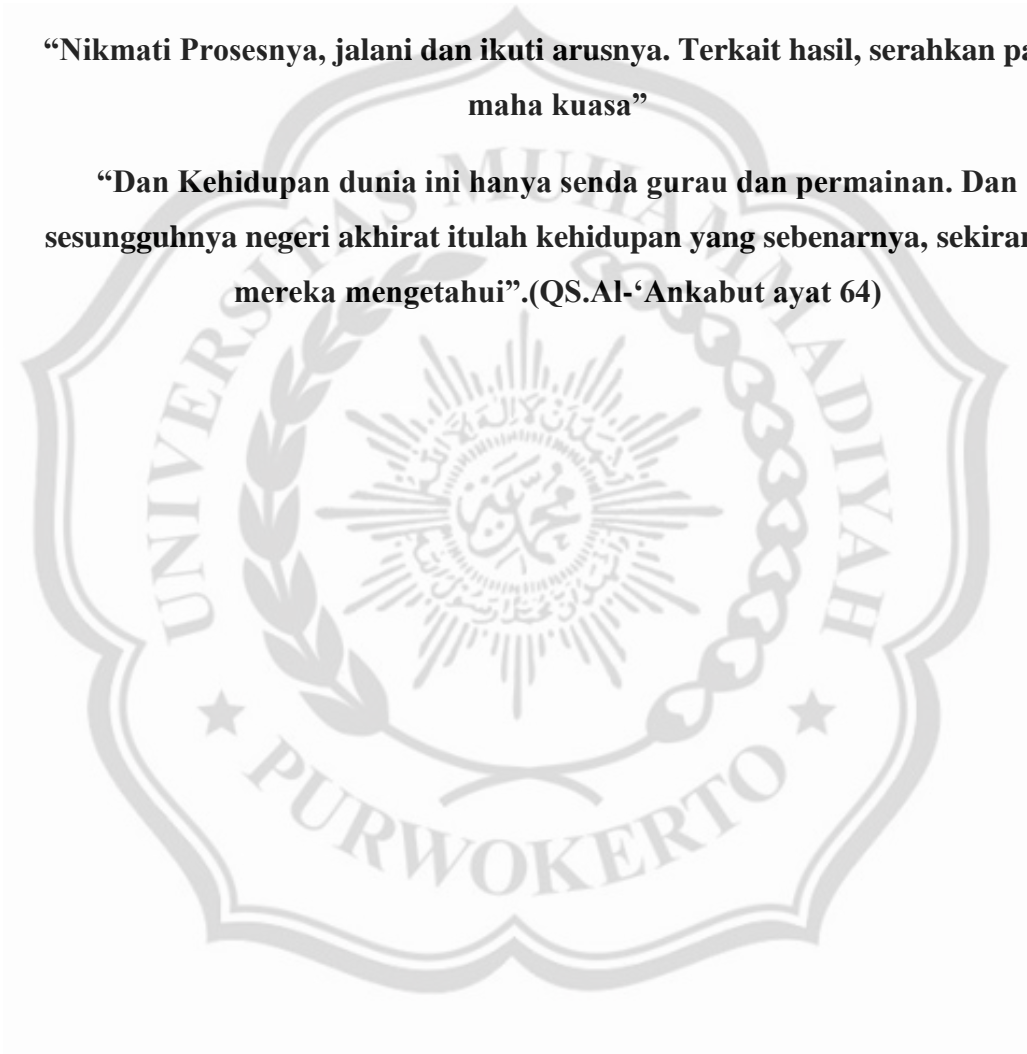 “Nikmati Prosesnya, jalani dan ikuti arusnya. Terkait hasil, serahkan pa
maha kuasa”
“Dan Kehidupan dunia ini hanya senda gurau dan permainan. Dan
sesungguhnya negeri akhirat itulah kehidupan yang sebenarnya, sekiran
mereka mengetahui”.(QS.Al-‘Ankabut ayat 64)
UNIVERSITAS MUHAMMADIYAH
PURWOKERTO